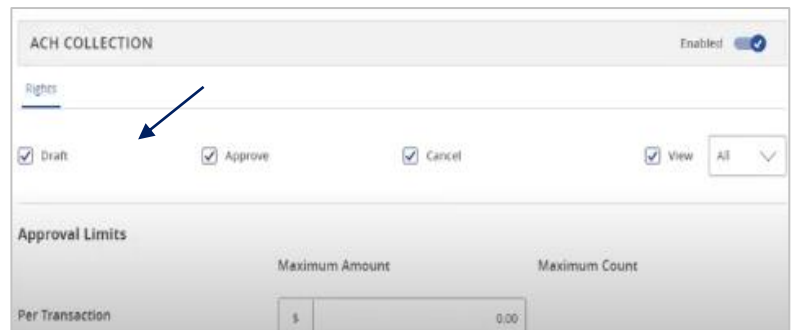 ACH COLLECTION Enabled
Rights
Draft Approve Cancel View All
Approval Limits
Maximum Amount Maximum Count
Per Transaction $ 0.00